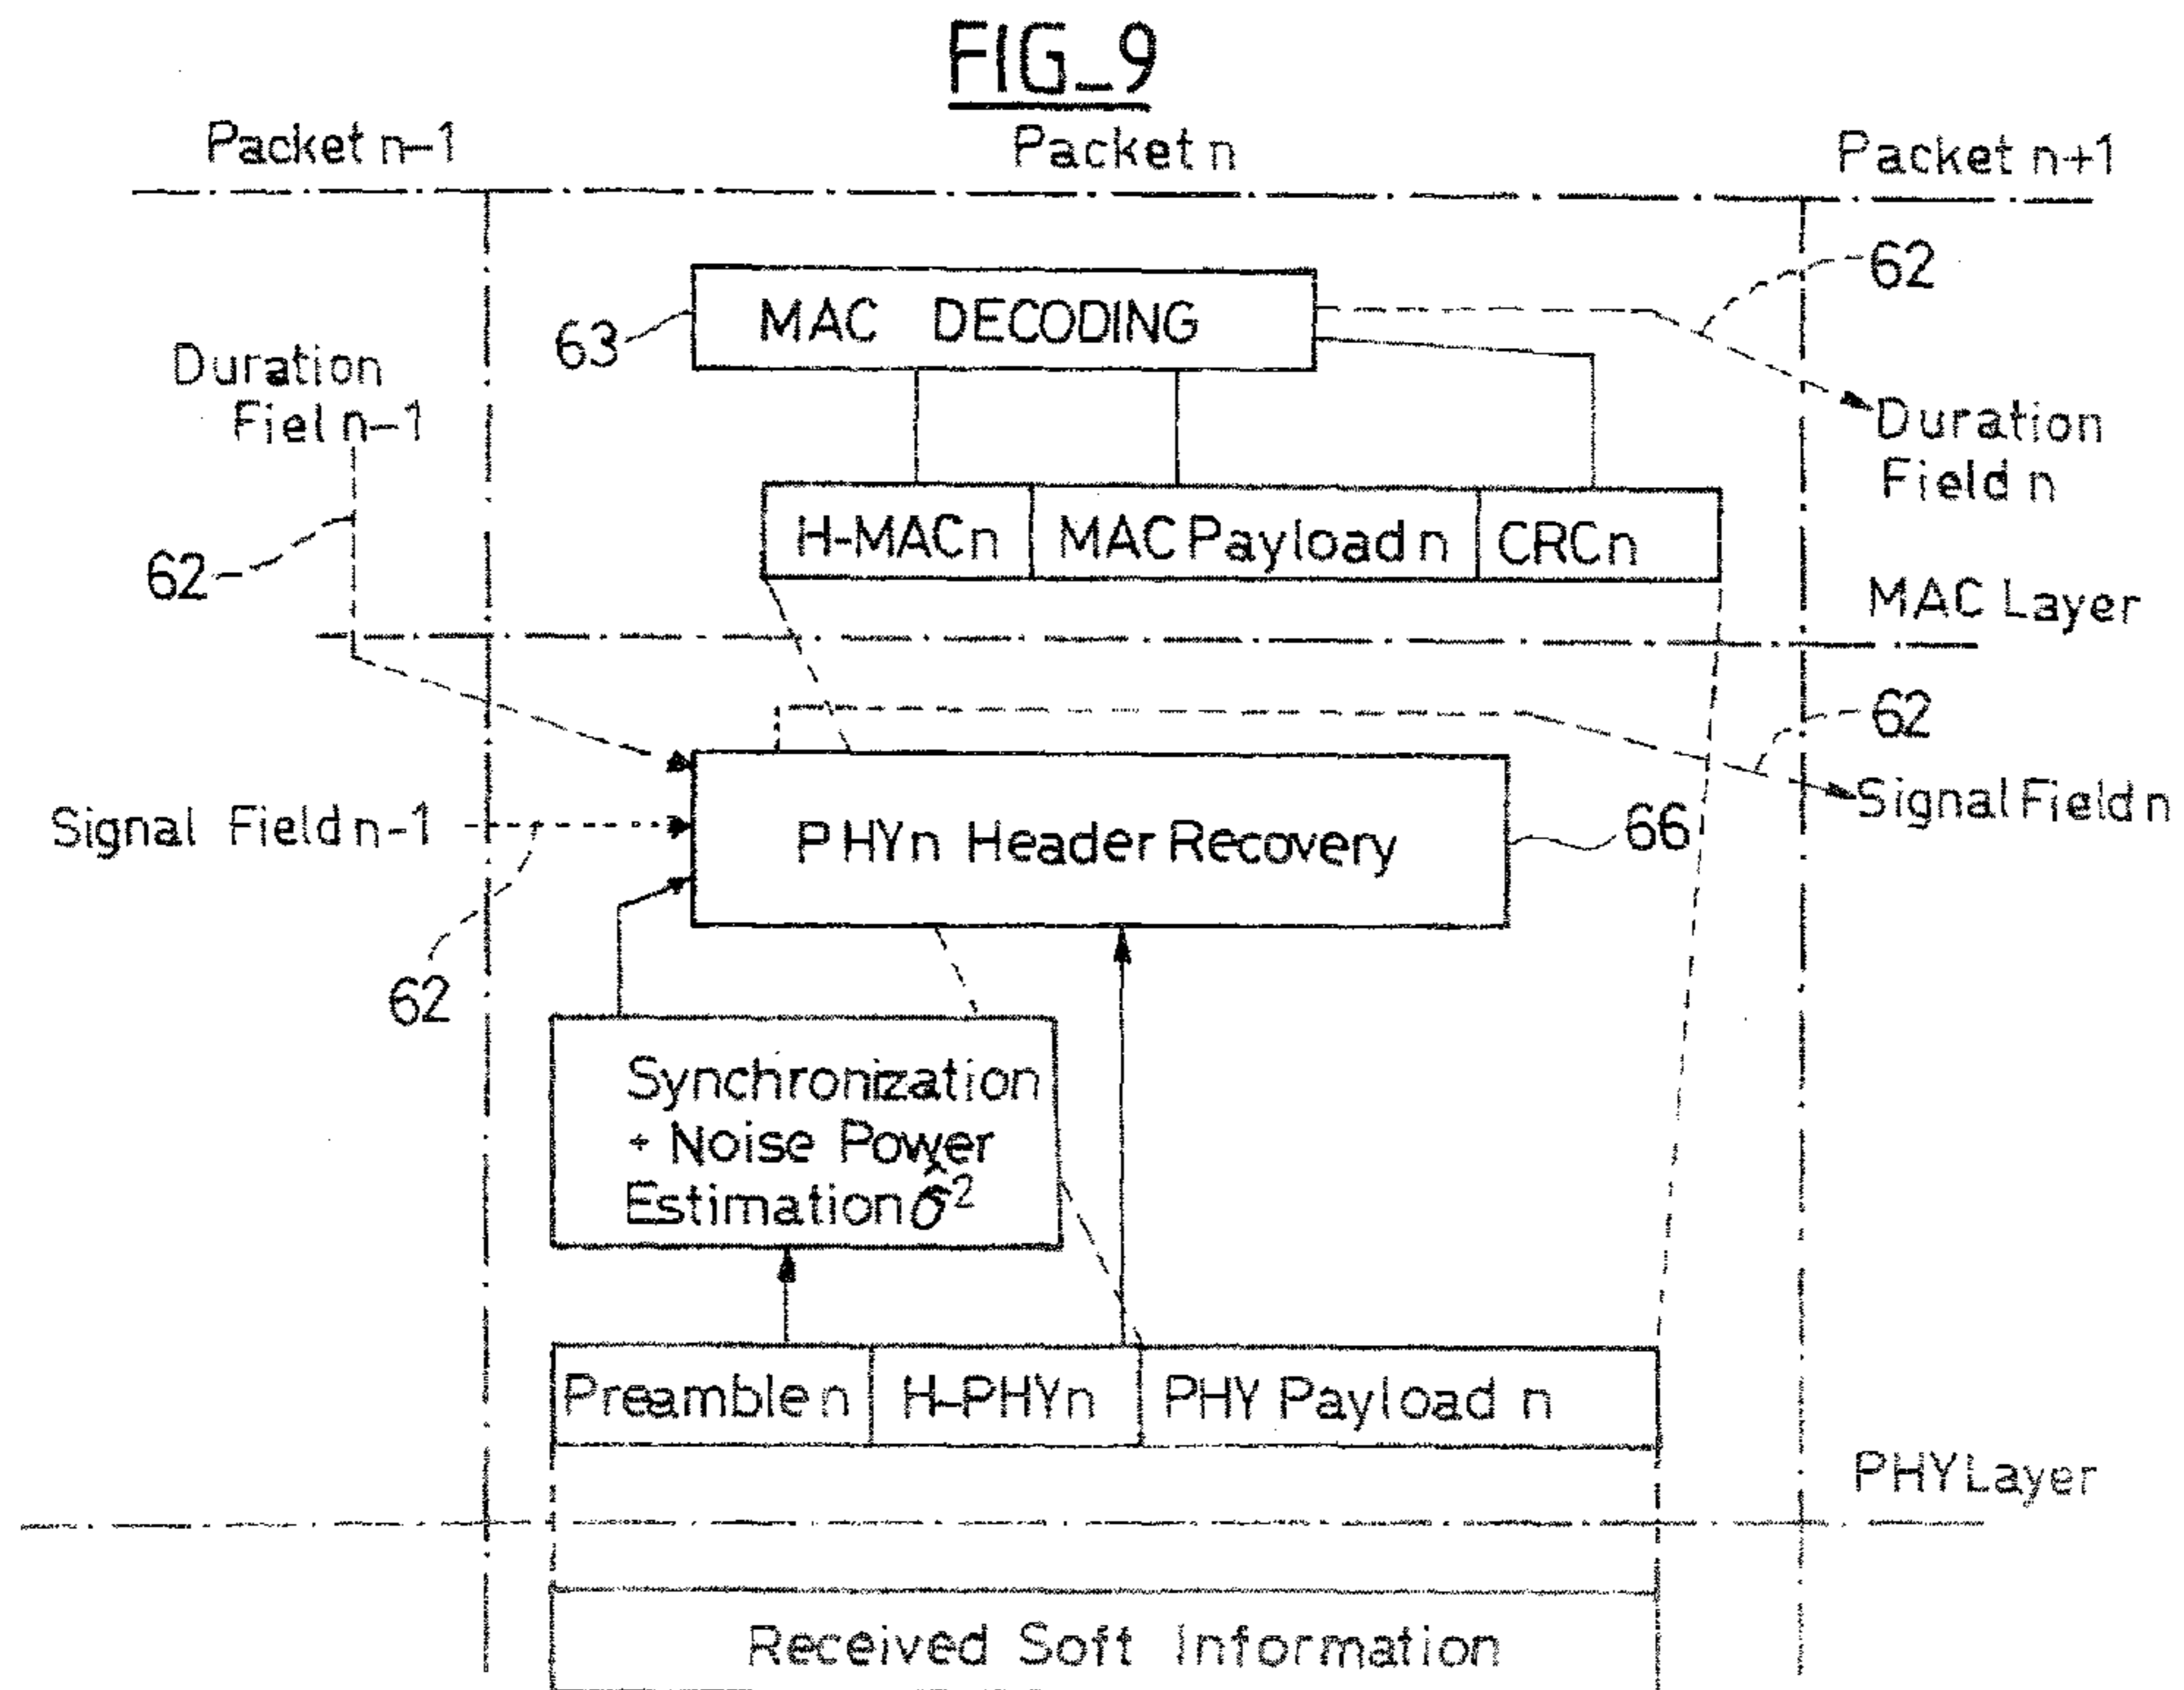 FIG_9
Packet n-1
Packet n
Packet n+1
62
MAC DECODING
63
Duration
Fiel n-1
Duration
Field n
H-MACn
MAC Payload n
CRCn
62
MAC Layer
62
Signal Field n-1
PHYn Header Recovery
66
Signal Field n
62
Synchronization
+ Noise Power
Estimation σ̂²
Preamble n
H-PHYn
PHY Payload n
PHY Layer
Received Soft Information